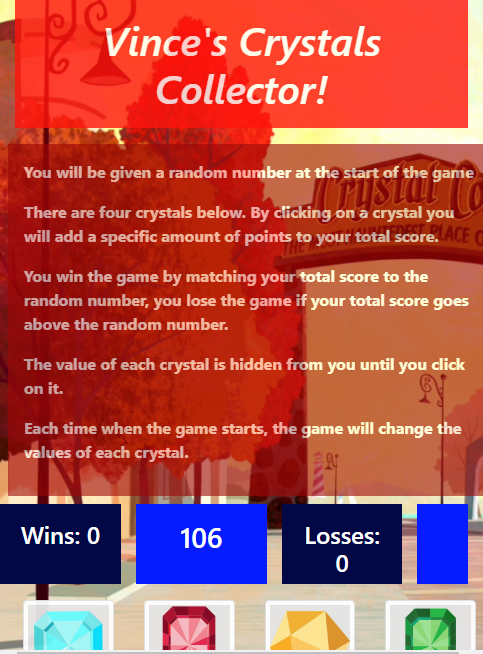 Vince's Crystals
Collector!
You will be given a random number at the start of the game
There are four crystals below. By clicking on a crystal you
will add a specific amount of points to your total score.
You win the game by matching your total score to the
random number, you lose the game if your total score goes
above the random number.
The value of each crystal is hidden from you until you click
on it.
Each time when the game starts, the game will change the
values of each crystal.
Crystal
THE
PLACE
Wins: 0
106
Losses:
0